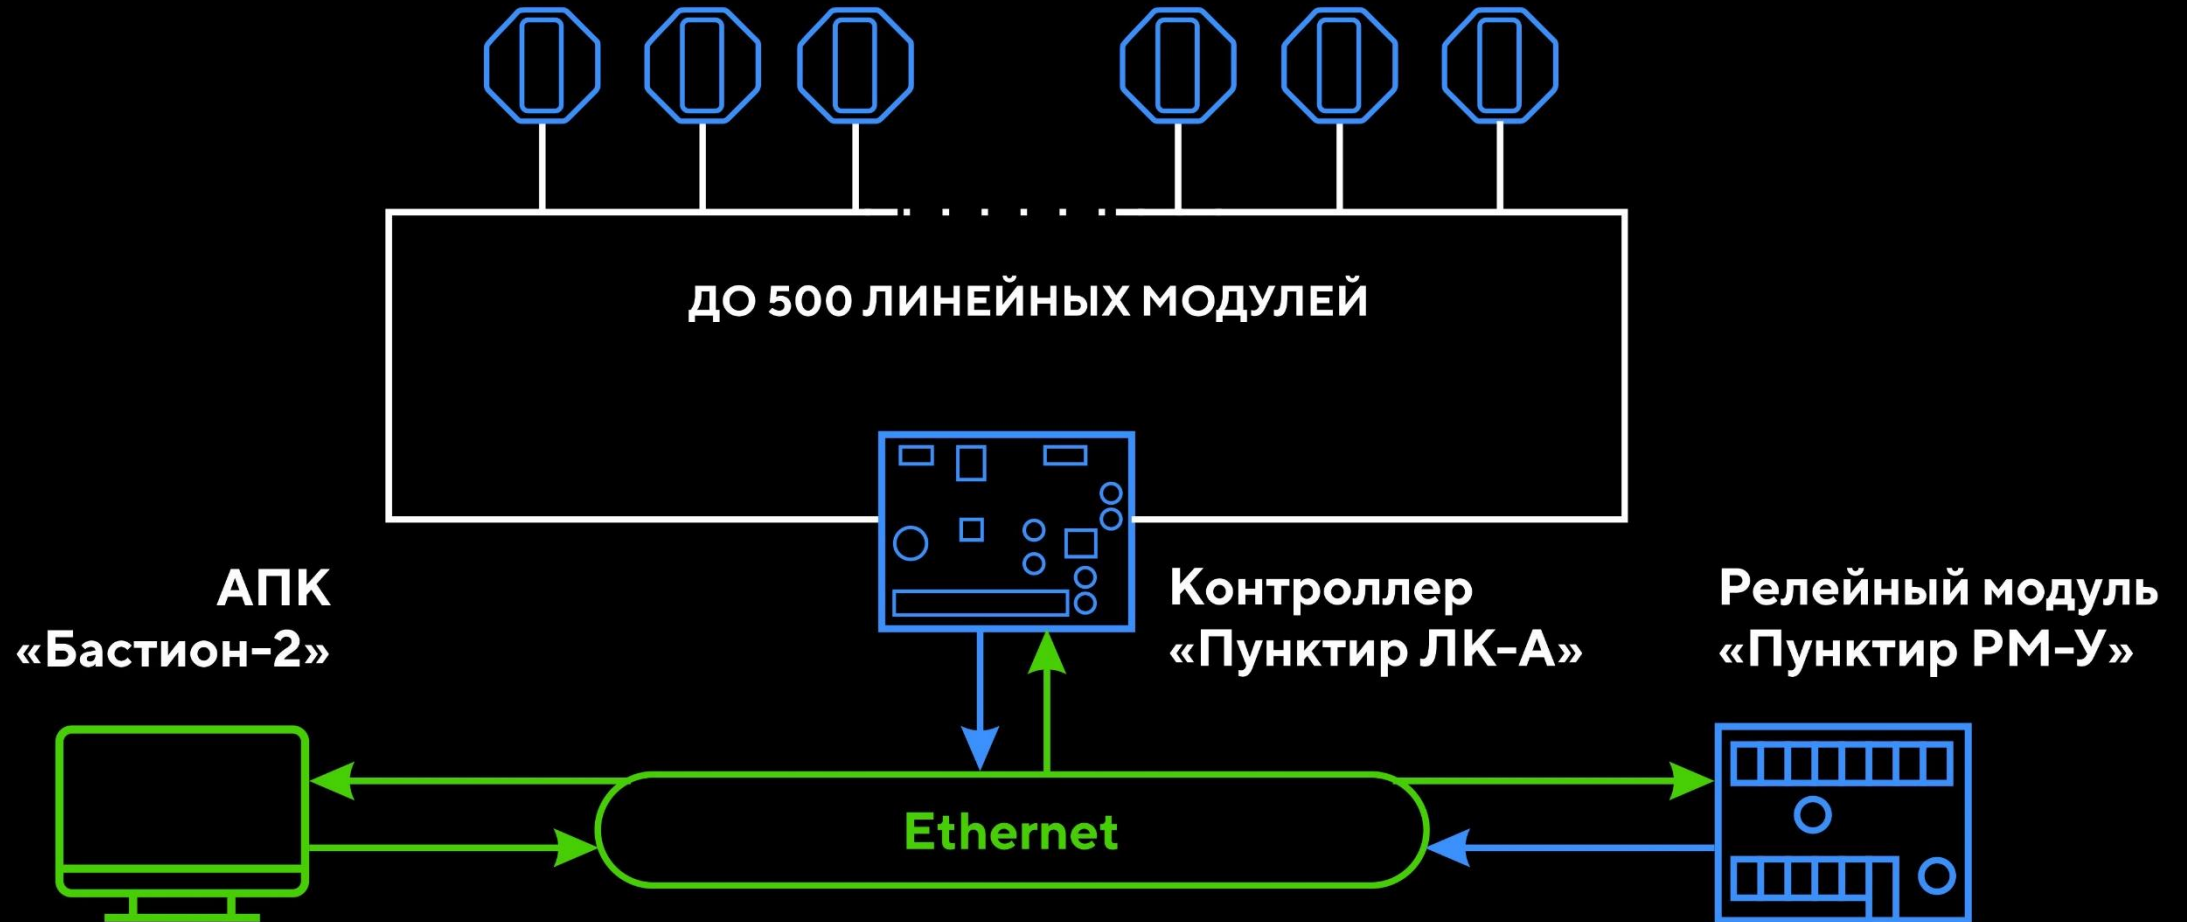 ДО 500 ЛИНЕЙНЫХ МОДУЛЕЙ
АПК
«Бастион-2»
Контроллер
«Пунктир ЛК-А»
Релейный модуль
«Пунктир РМ-У»
Ethernet